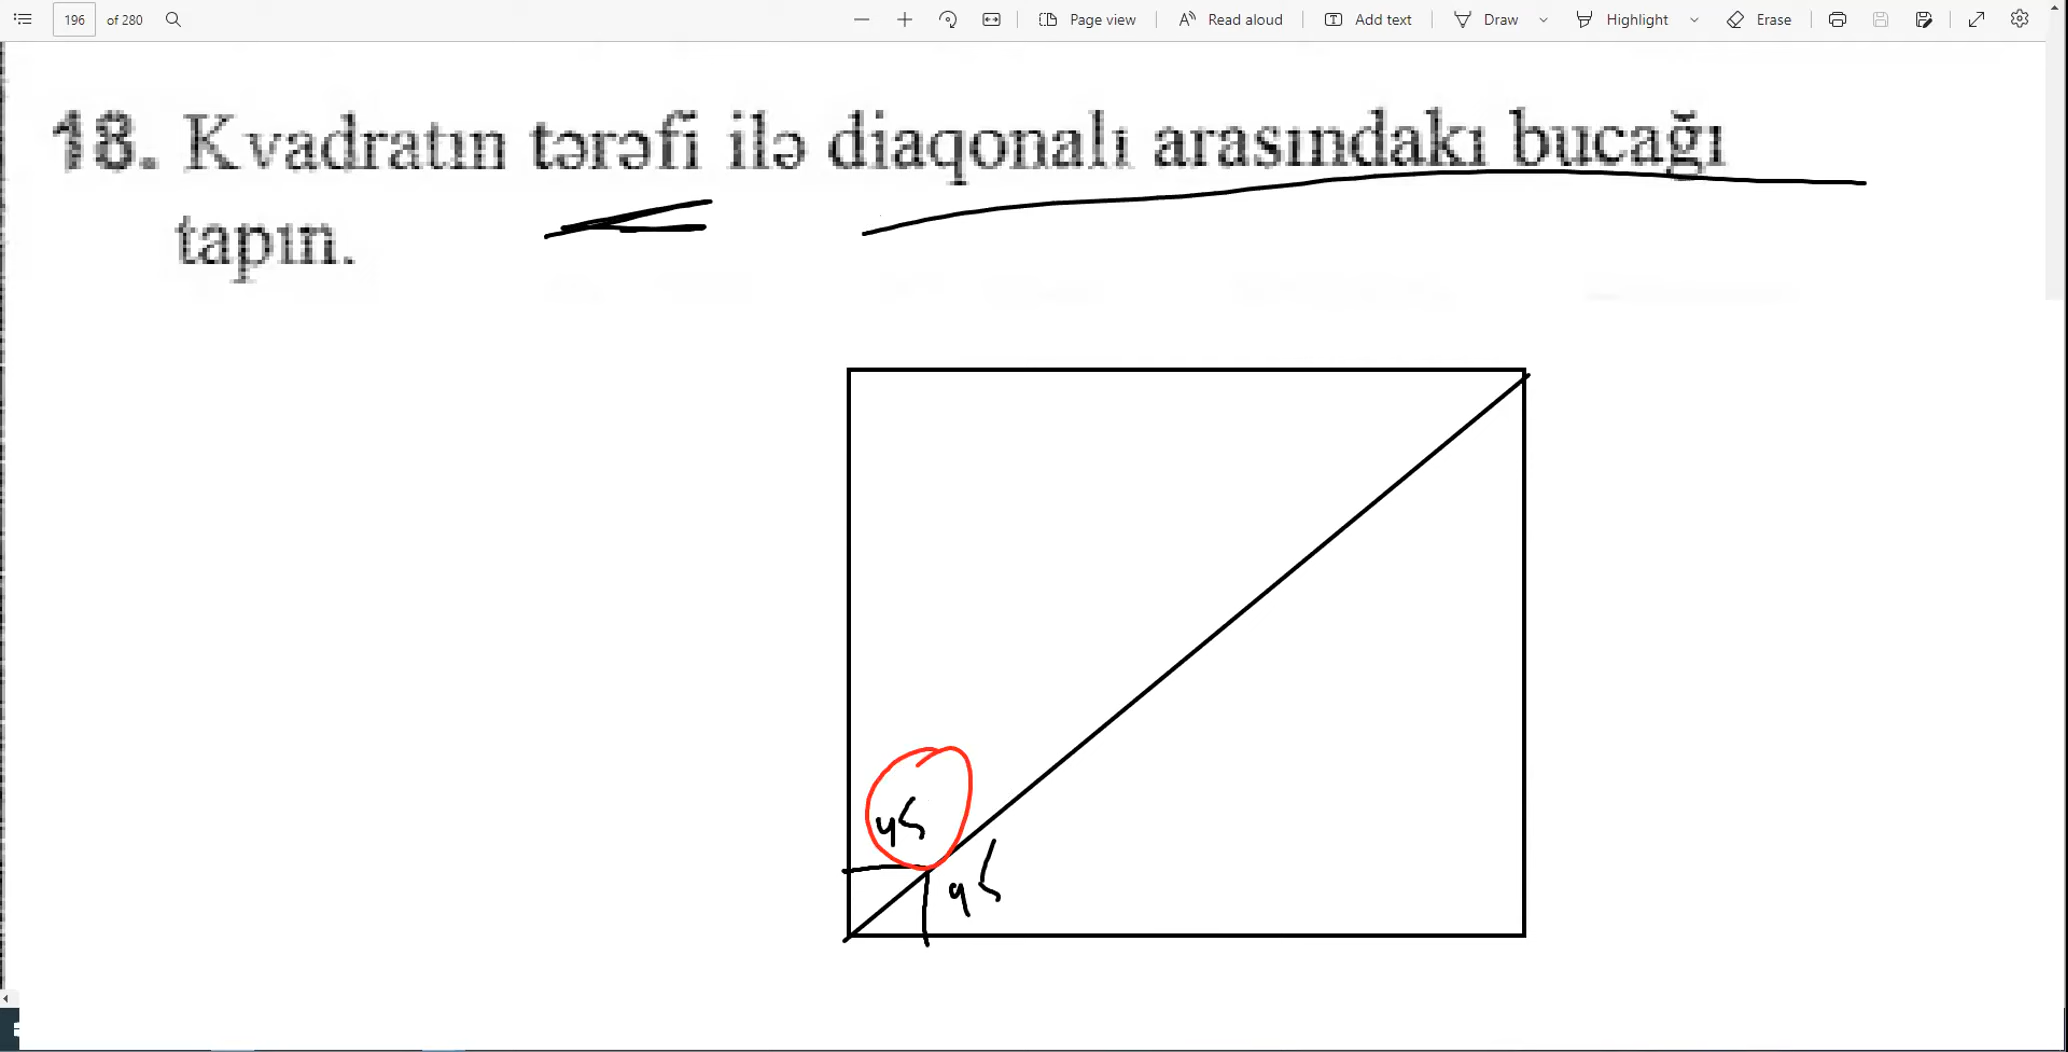 196 of 280 Page view Read aloud Add text Draw Highlight Erase
18. Kvadratın tərəfi ilə diaqonalı arasındakı bucağı
tapın.
45
45